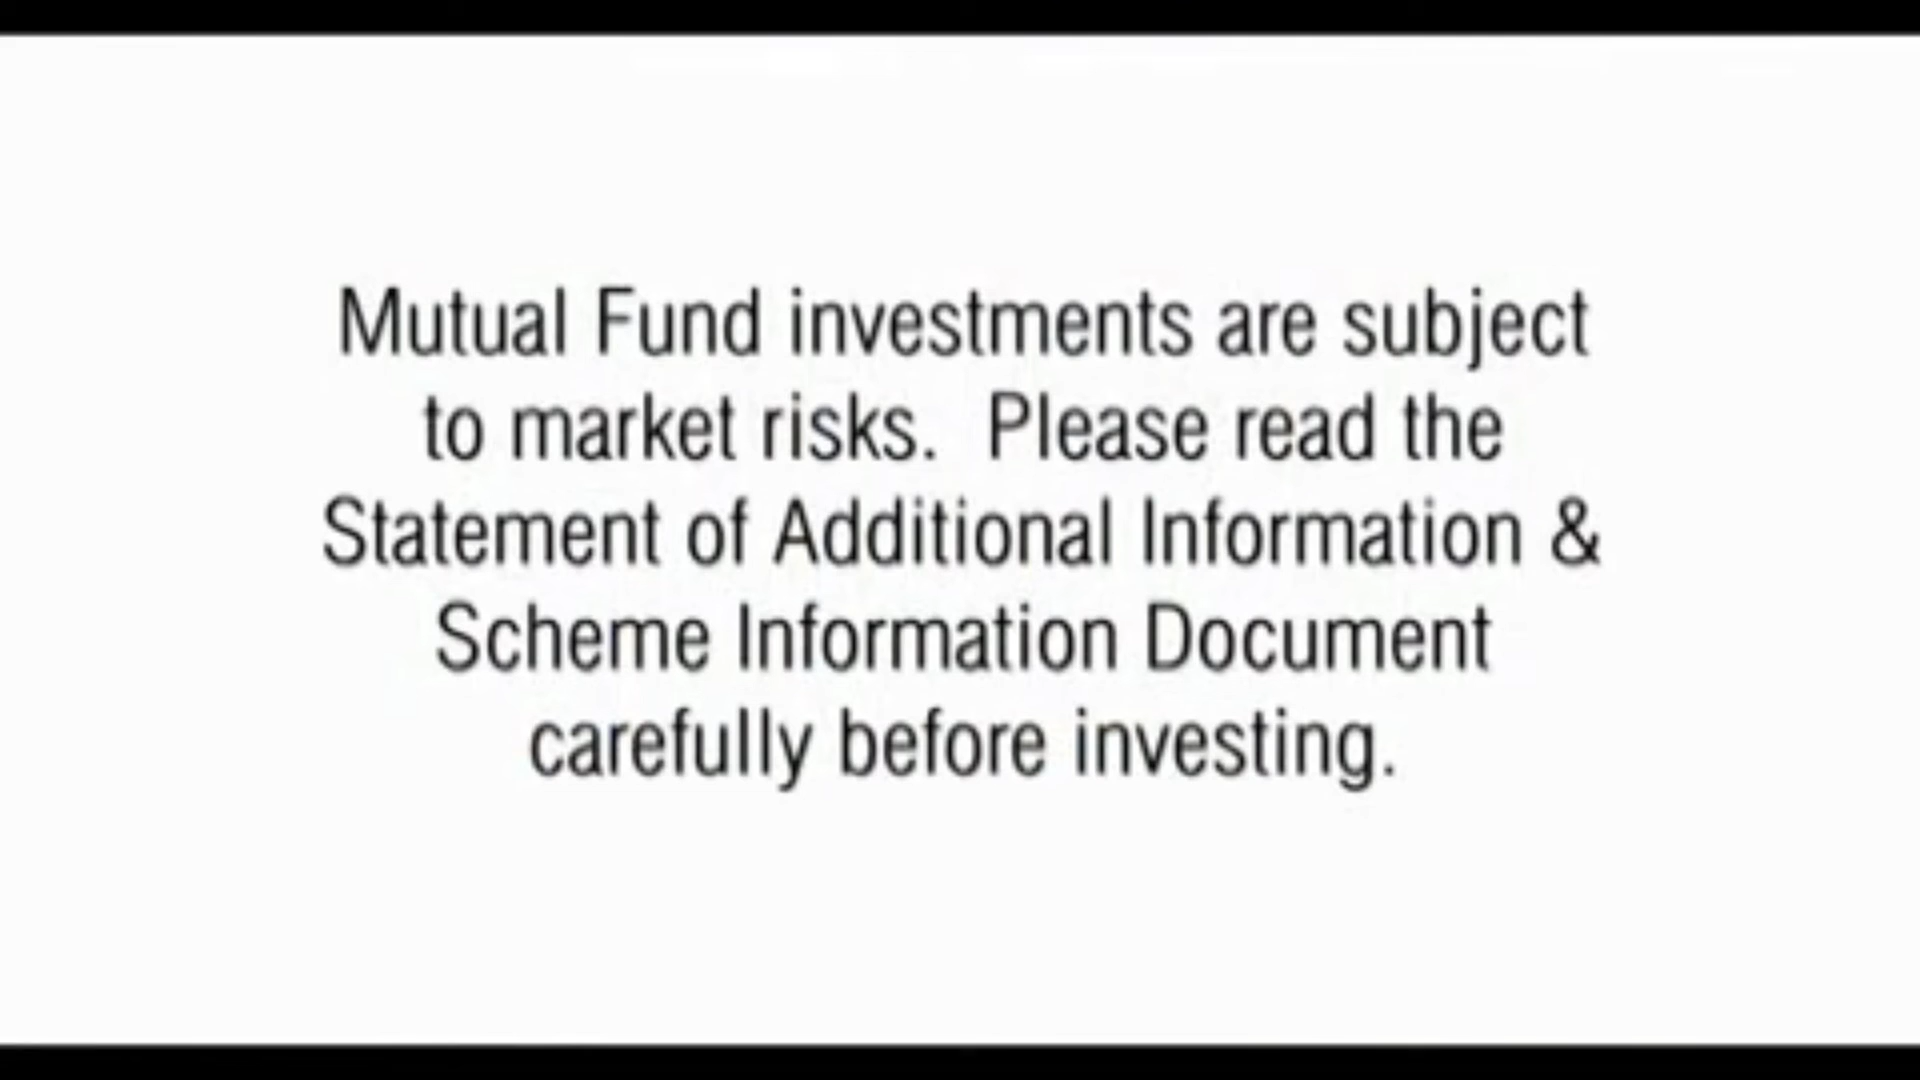 Mutual Fund investments are subject
to market risks.  Please read the
Statement of Additional Information &
Scheme Information Document
carefully before investing.